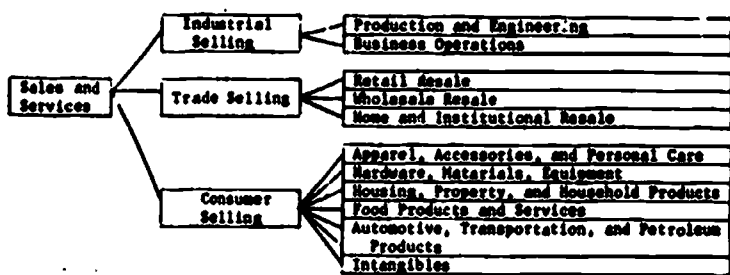 Sales and
Services
Industrial
Selling
Production and Engineering
Business Operations
Trade Selling
Retail Resale
Wholesale Resale
Home and Institutional Resale
Consumer
Selling
Apparel, Accessories, and Personal Care
Hardware, Materials, Equipment
Housing, Property, and Household Products
Food Products and Services
Automotive, Transportation, and Petroleum
Products
Intangibles